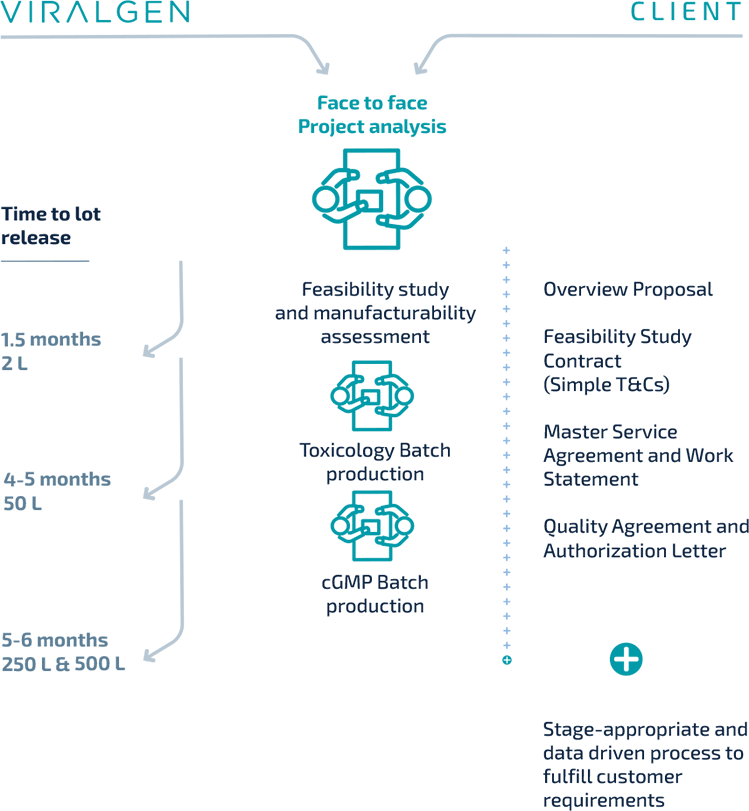 VIRALGEN
CLIENT
Face to face
Project analysis
Time to lot
release
1.5 months
2 L
4-5 months
50 L
5-6 months
250 L & 500 L
Feasibility study
and manufacturability
assessment
Toxicology Batch
production
cGMP Batch
production
Overview Proposal
Feasibility Study
Contract
(Simple T&Cs)
Master Service
Agreement and Work
Statement
Quality Agreement and
Authorization Letter
Stage-appropriate and
data driven process to
fulfill customer
requirements